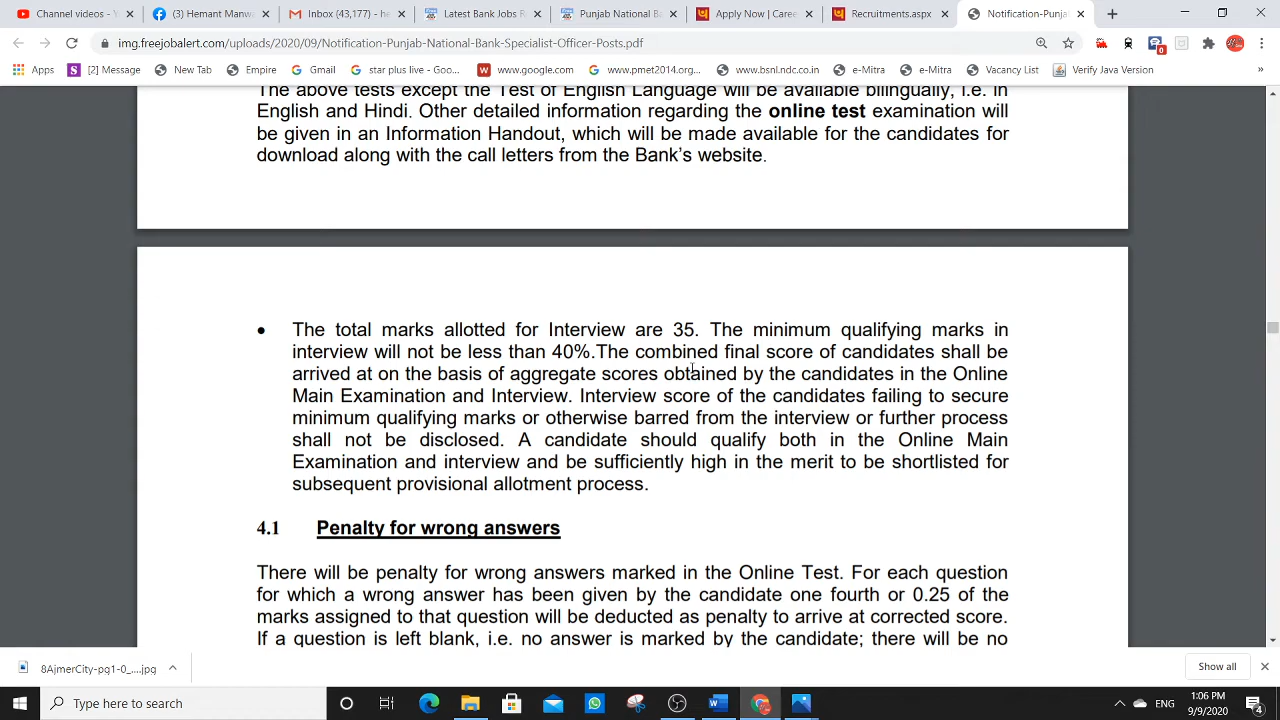 Channel videos - Y
(3) Hemant Manw
Inbox (43,177) - he
Latest Bank Jobs R
Punjab National Ba
Apply Now | Caree
Recruitments.aspx
Notification-Punja
img.freejobalert.com/uploads/2020/09/Notification-Punjab-National-Bank-Specialist-Officer-Posts.pdf
0
Apps
[2] Message
New Tab
Empire
Gmail
star plus live - Goo...
www.google.com
www.pmet2014.org...
www.bsnl.ndc.co.in
e-Mitra
e-Mitra
Vacancy List
Verify Java Version
»
The above tests except the Test of English Language will be available bilingually, i.e. in
English and Hindi. Other detailed information regarding the online test examination will
be given in an Information Handout, which will be made available for the candidates for
download along with the call letters from the Bank's website.
• The total marks allotted for Interview are 35. The minimum qualifying marks in
interview will not be less than 40%.The combined final score of candidates shall be
arrived at on the basis of aggregate scores obtained by the candidates in the Online
Main Examination and Interview. Interview score of the candidates failing to secure
minimum qualifying marks or otherwise barred from the interview or further process
shall not be disclosed. A candidate should qualify both in the Online Main
Examination and interview and be sufficiently high in the merit to be shortlisted for
subsequent provisional allotment process.
4.1 Penalty for wrong answers
There will be penalty for wrong answers marked in the Online Test. For each question
for which a wrong answer has been given by the candidate one fourth or 0.25 of the
marks assigned to that question will be deducted as penalty to arrive at corrected score.
If a question is left blank, i.e. no answer is marked by the candidate; there will be no
8AjmerCity-pg1-0_....jpg
Show all
Type here to search
ENG
1:06 PM
9/9/2020
4